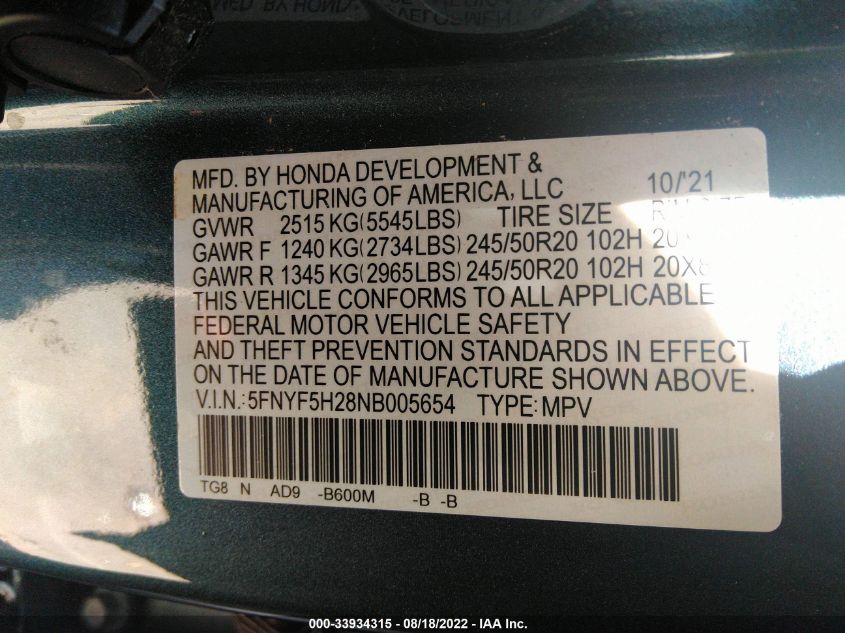 MFD. BY HONDA DEVELOPMENT & 
MANUFACTURING OF AMERICA, LLC 10/'21
GVWR 2515 KG(5545LBS) TIRE SIZE
GAWR F 1240 KG(2734LBS) 245/50R20 102H
GAWR R 1345 KG(2965LBS) 245/50R20 102H 20X8
THIS VEHICLE CONFORMS TO ALL APPLICABLE
FEDERAL MOTOR VEHICLE SAFETY
AND THEFT PREVENTION STANDARDS IN EFFECT
ON THE DATE OF MANUFACTURE SHOWN ABOVE.
V.I.N.:5FNYF5H28NB005654 TYPE:MPV
TG8 N AD9 -B600M -B -B
000-33934315 - 08/18/2022 - IAA Inc.